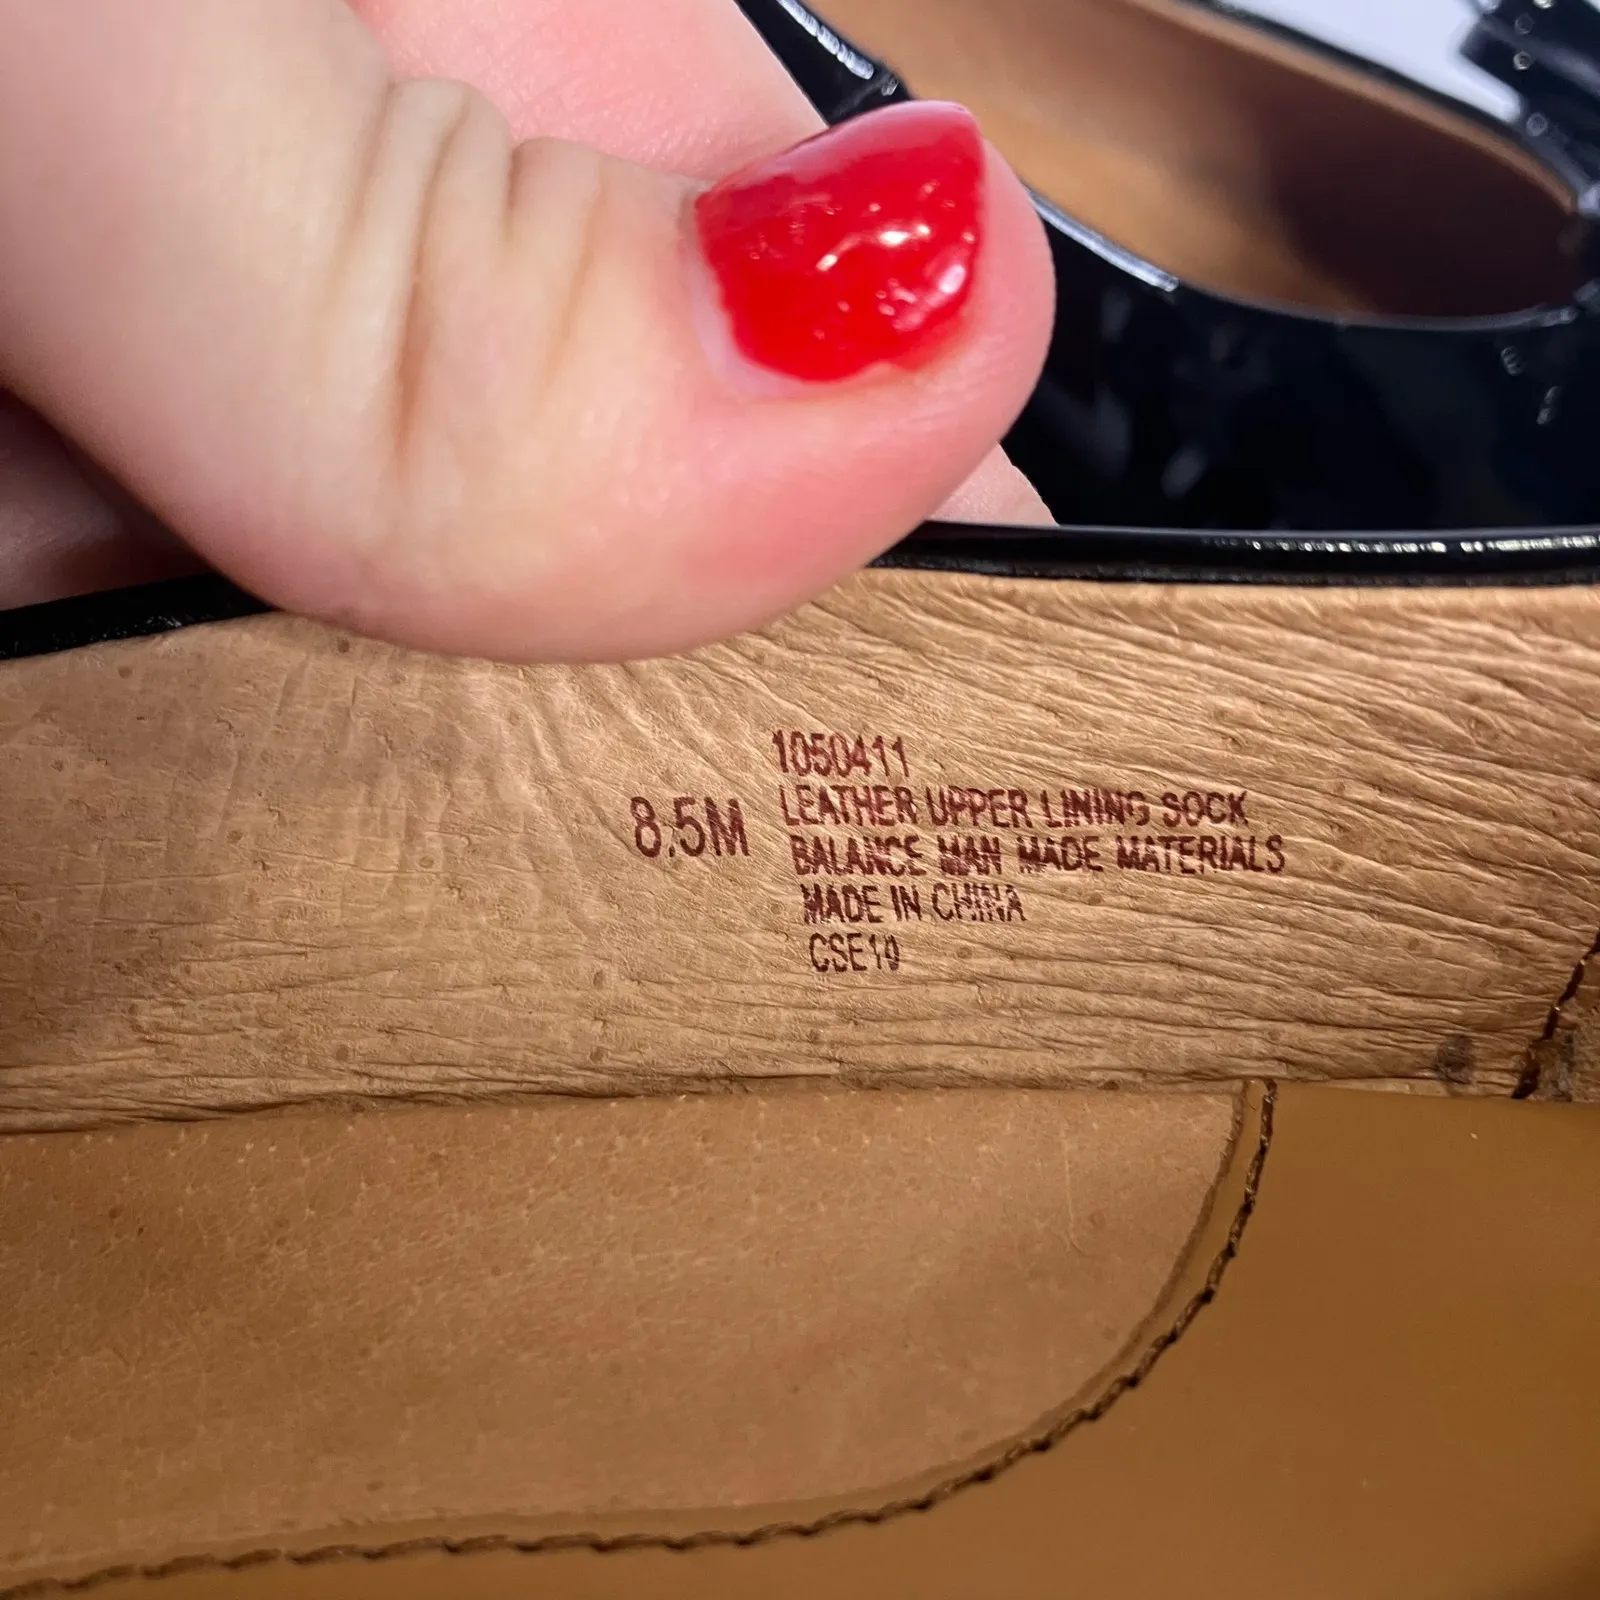 8.5M
1050411
LEATHER UPPER LINING SOCK
BALANCE MAN MADE MATERIALS
MADE IN CHINA
CSE10